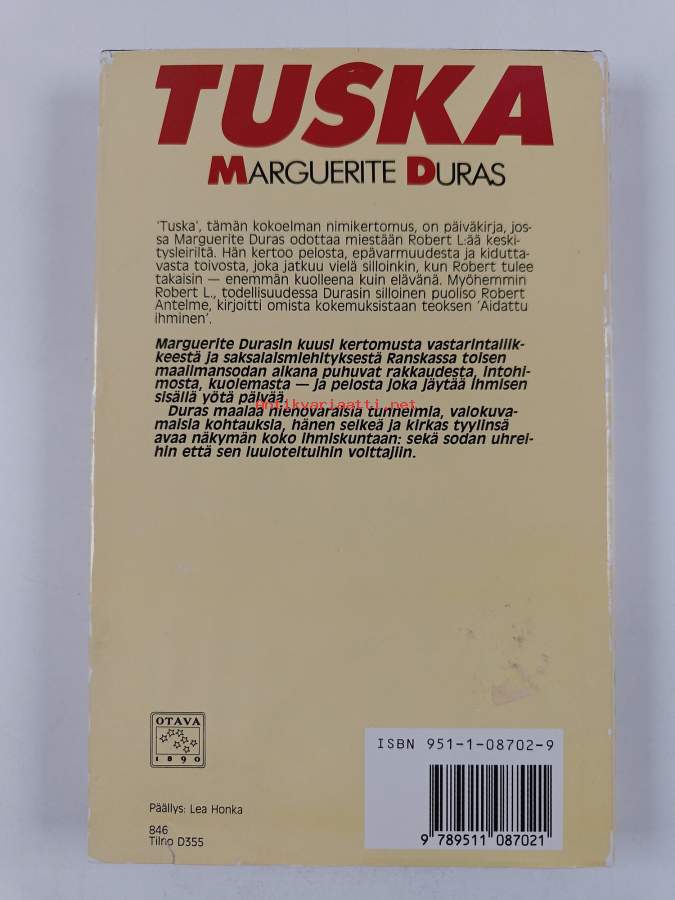 TUSKA
MARGUERITE DURAS
'Tuska', tämän kokoelman nimikertomus, on päiväkirja, jos-
sa Marguerite Duras odottaa miestään Robert L:ää keski-
tysleiriltä. Hän kertoo pelosta, epävarmuudesta ja kidutta-
vasta toivosta, joka jatkuu vielä silloinkin, kun Robert tulee
takaisin — enemmän kuolleena kuin elävänä. Myöhemmin
Robert L., todellisuudessa Durasin silloinen puoliso Robert
Antelme, kirjoitti omista kokemuksistaan teoksen 'Aidattu
ihminen'.
Marguerite Durasin kuusi kertomusta vastarintaliik-
keestä ja saksalaismiehityksestä Ranskassa toisen
maailmansodan aikana puhuvat rakkaudesta, intohi-
mosta, kuolemasta — ja pelosta joka jäytää ihmisen
sisällä yötä päivää.
Antikvariaatti.net
Duras maalaa hienovaraisia tunnelmia, valokuva-
maisia kohtauksia, hänen selkeä ja kirkas tyylinsä
avaa näkymän koko ihmiskuntaan: sekä sodan uhrei-
hin että sen luuloteltuihin voittajiin.
OTAVA
1890
ISBN 951-1-08702-9
9 789511 087021
Päällys: Lea Honka
846
Tilno D355